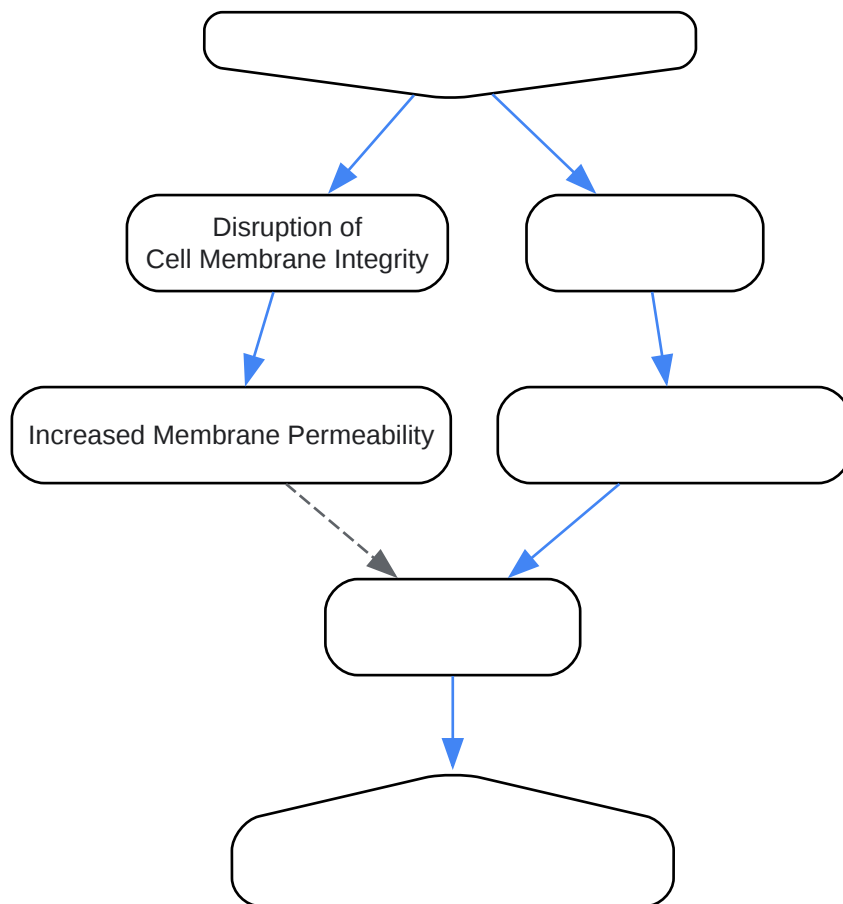 Disruption of
Cell Membrane Integrity
Increased Membrane Permeability